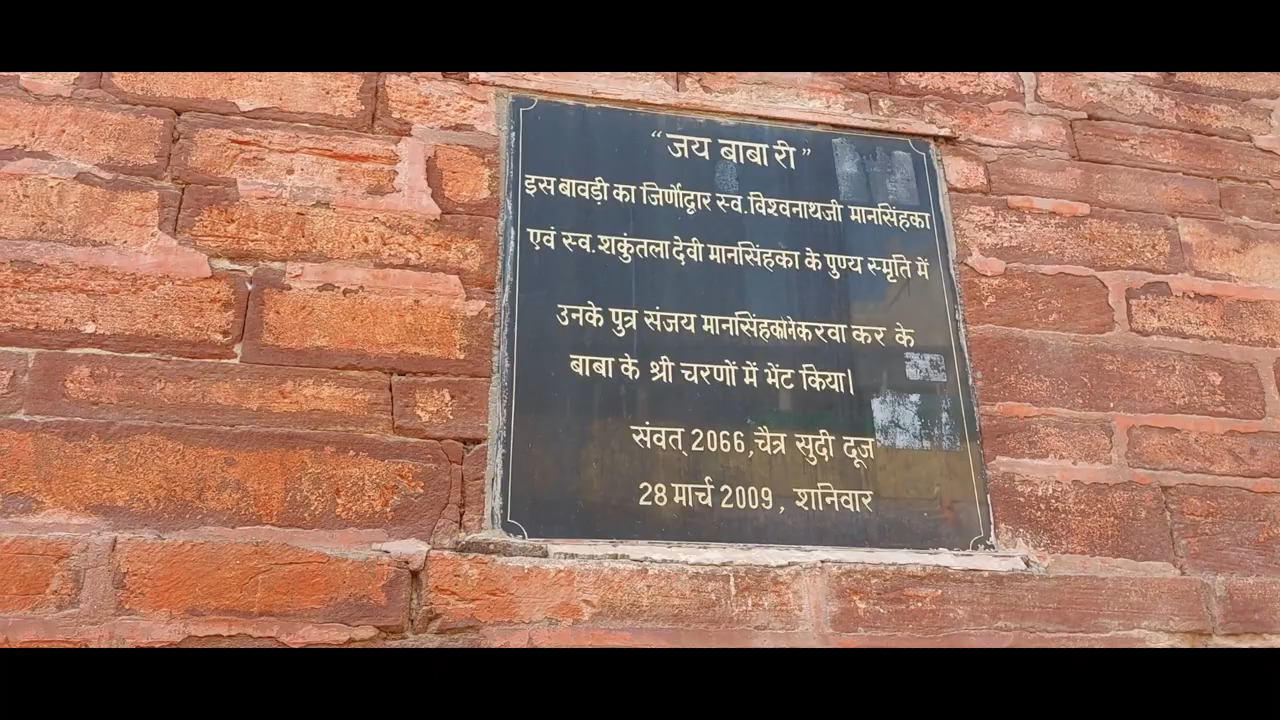 “जय बाबा री”
इस बावड़ी का जिर्णोद्वार स्व.विश्वनाथजी मानसिंहका
एवं स्व.शकुंतला देवी मानसिंहका के पुण्य स्मृति में
उनके पुत्र संजय मानसिंहका ने करवा कर के
बाबा के श्री चरणों में भेंट किया।
संवत् 2066,चैत्र सुदी दूज
28 मार्च 2009, शनिवार